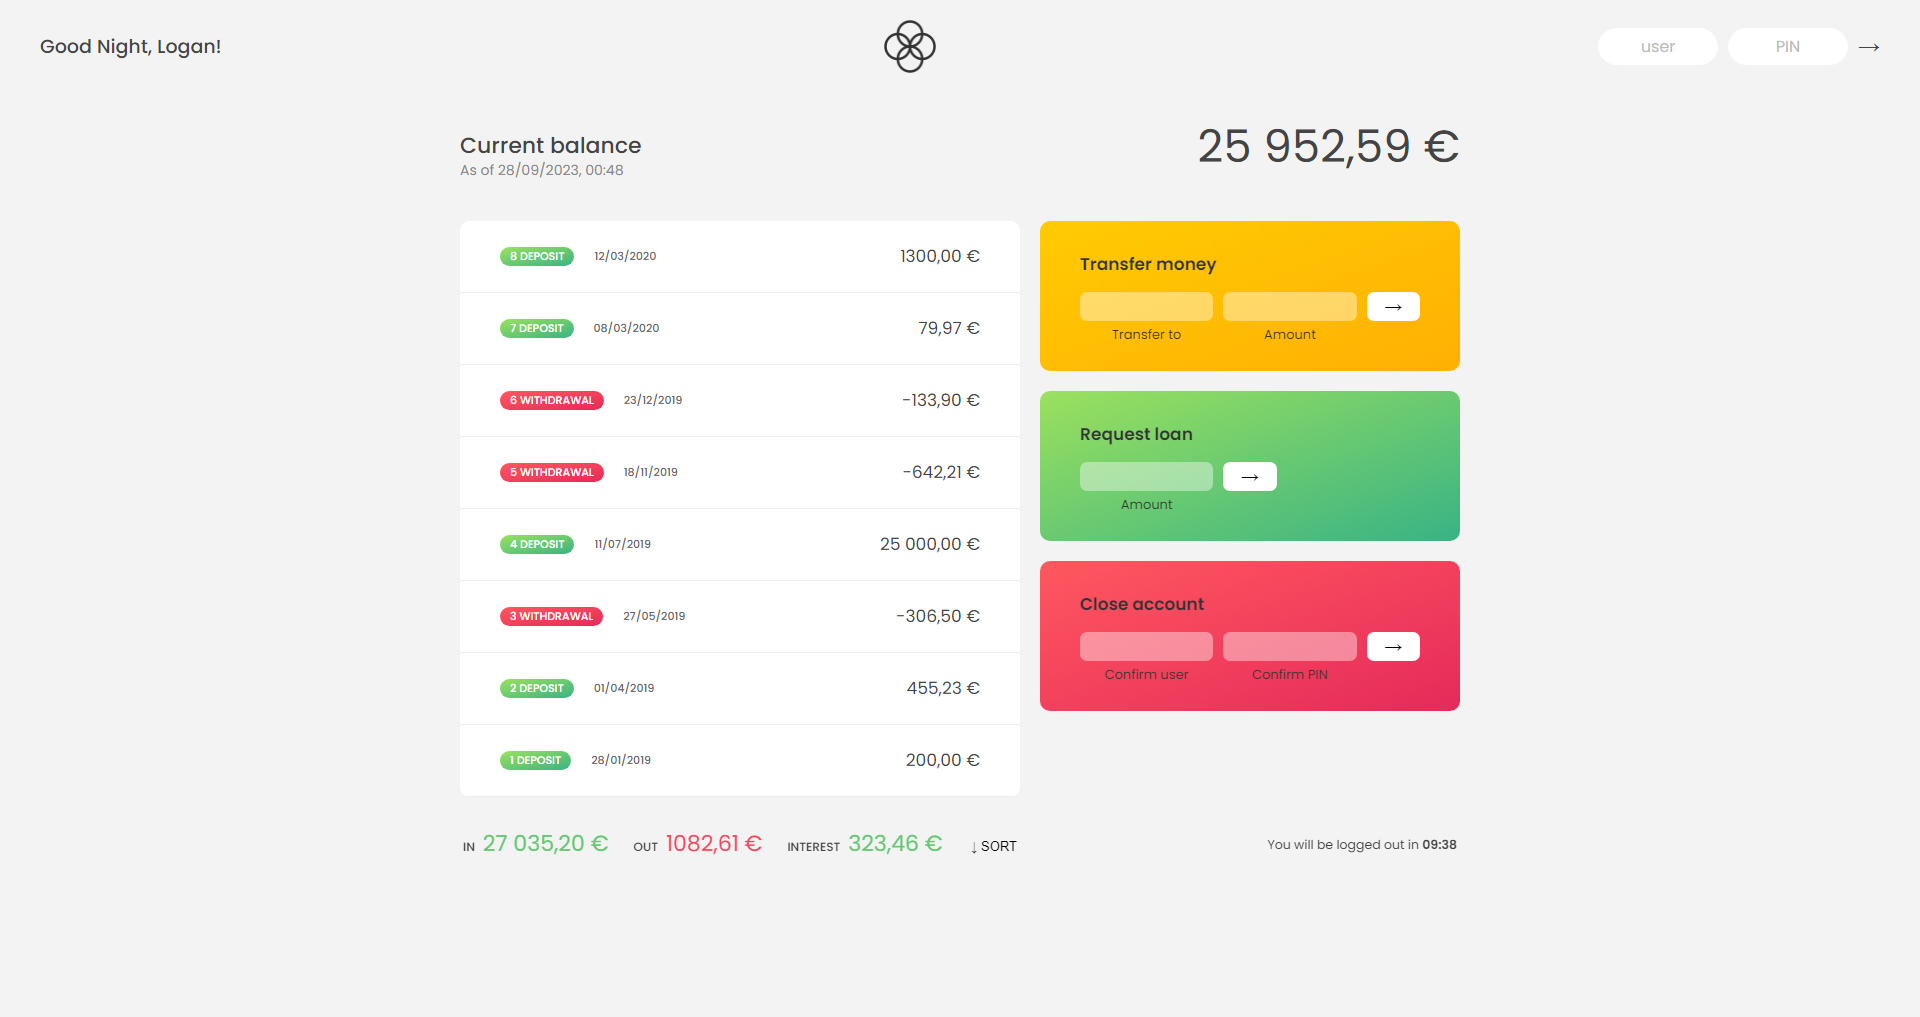 Good Night, Logan!
user PIN →
Current balance
As of 28/09/2023, 00:48
25 952,59 €
8 DEPOSIT 12/03/2020 1300,00 €
7 DEPOSIT 08/03/2020 79,97 €
6 WITHDRAWAL 23/12/2019 -133,90 €
5 WITHDRAWAL 18/11/2019 -642,21 €
4 DEPOSIT 11/07/2019 25 000,00 €
3 WITHDRAWAL 27/05/2019 -306,50 €
2 DEPOSIT 01/04/2019 455,23 €
1 DEPOSIT 28/01/2019 200,00 €
Transfer money
→
Transfer to Amount
Request loan
→
Amount
Close account
→
Confirm user Confirm PIN
IN 27 035,20 € OUT 1082,61 € INTEREST 323,46 € ↓ SORT
You will be logged out in 09:38